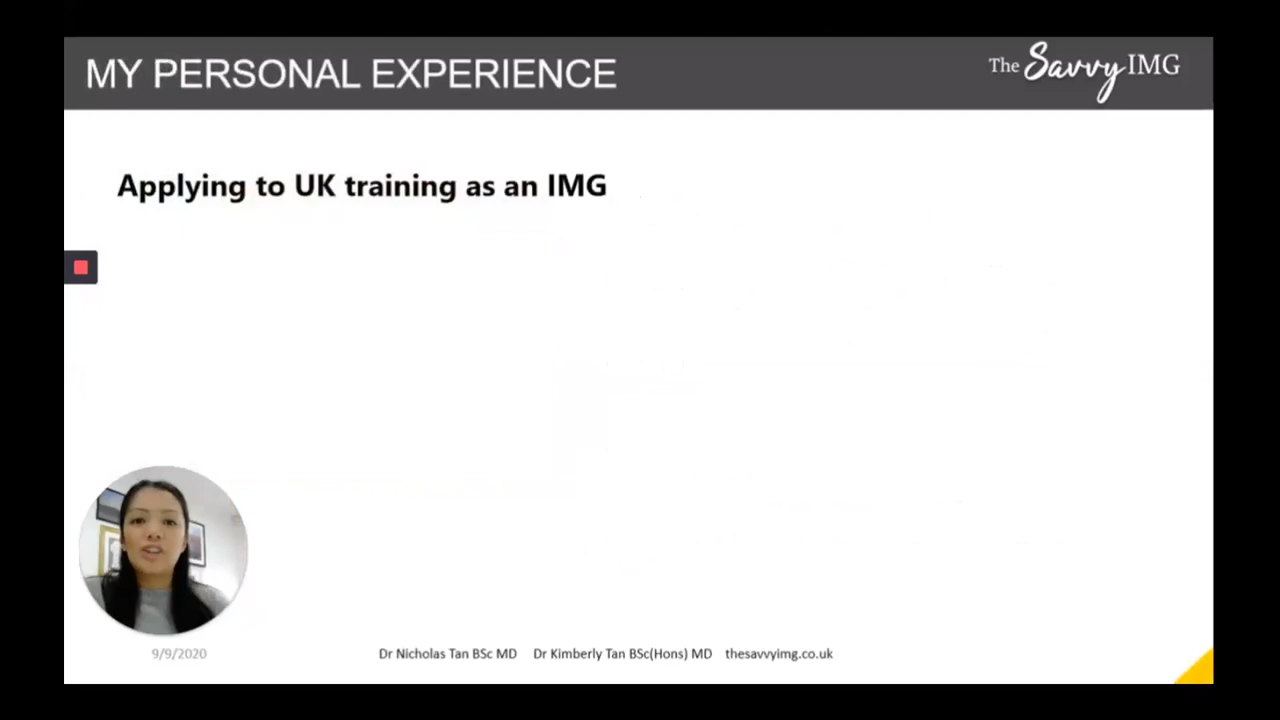 MY PERSONAL EXPERIENCE
The Savvy IMG
Applying to UK training as an IMG
9/9/2020
Dr Nicholas Tan BSc MD Dr Kimberly Tan BSc(Hons) MD thesavvyimg.co.uk